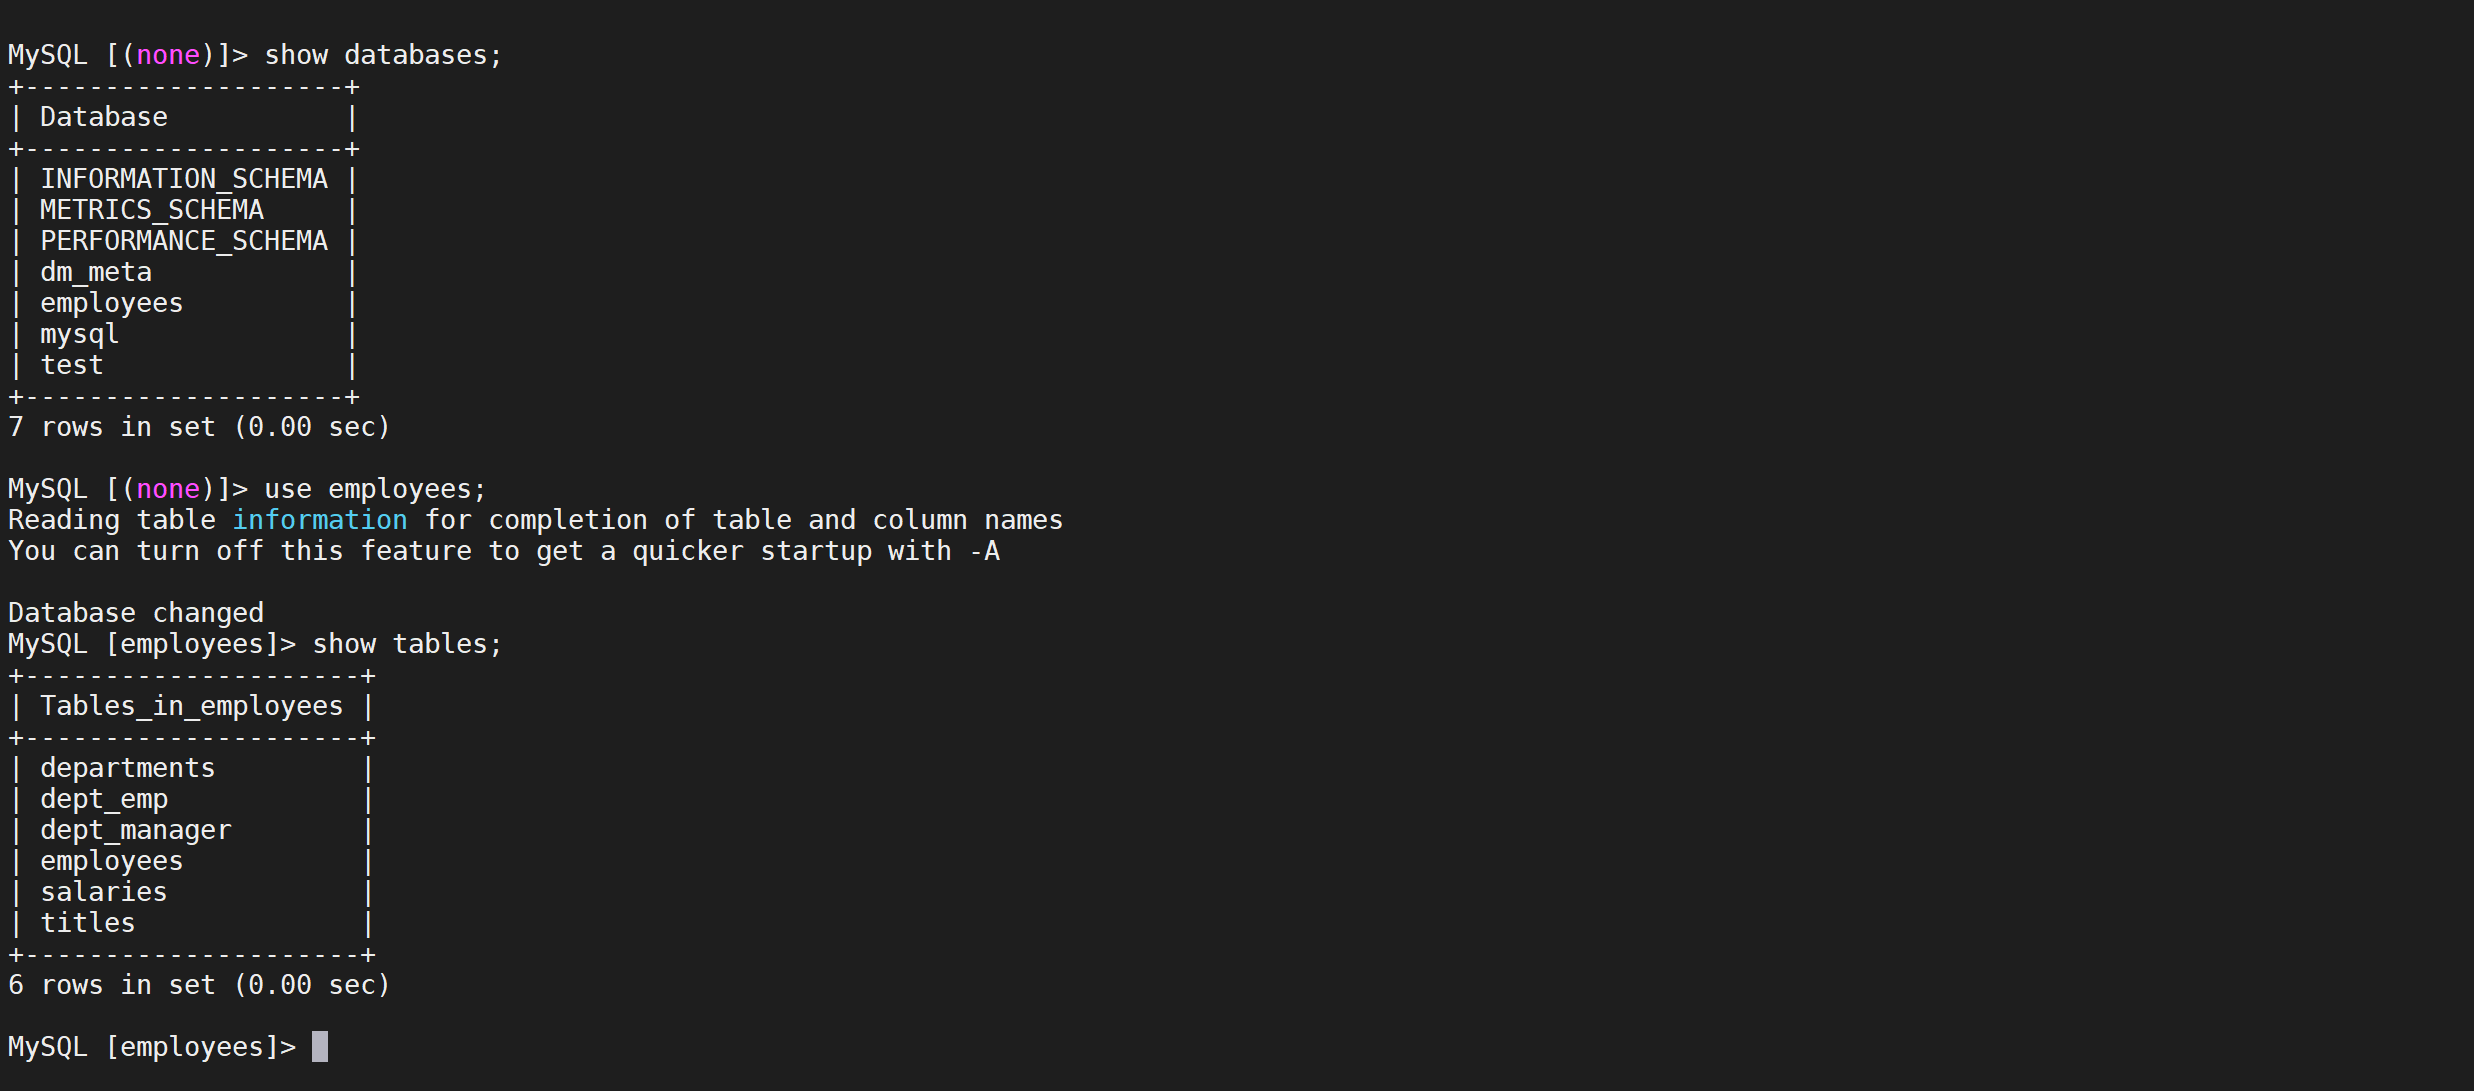 MySQL [(none)]> show databases;
+--------------------+
| Database           |
+--------------------+
| INFORMATION_SCHEMA |
| METRICS_SCHEMA     |
| PERFORMANCE_SCHEMA |
| dm_meta            |
| employees          |
| mysql              |
| test               |
+--------------------+
7 rows in set (0.00 sec)

MySQL [(none)]> use employees;
Reading table information for completion of table and column names
You can turn off this feature to get a quicker startup with -A

Database changed
MySQL [employees]> show tables;
+---------------------+
| Tables_in_employees |
+---------------------+
| departments         |
| dept_emp            |
| dept_manager        |
| employees           |
| salaries            |
| titles              |
+---------------------+
6 rows in set (0.00 sec)

MySQL [employees]>